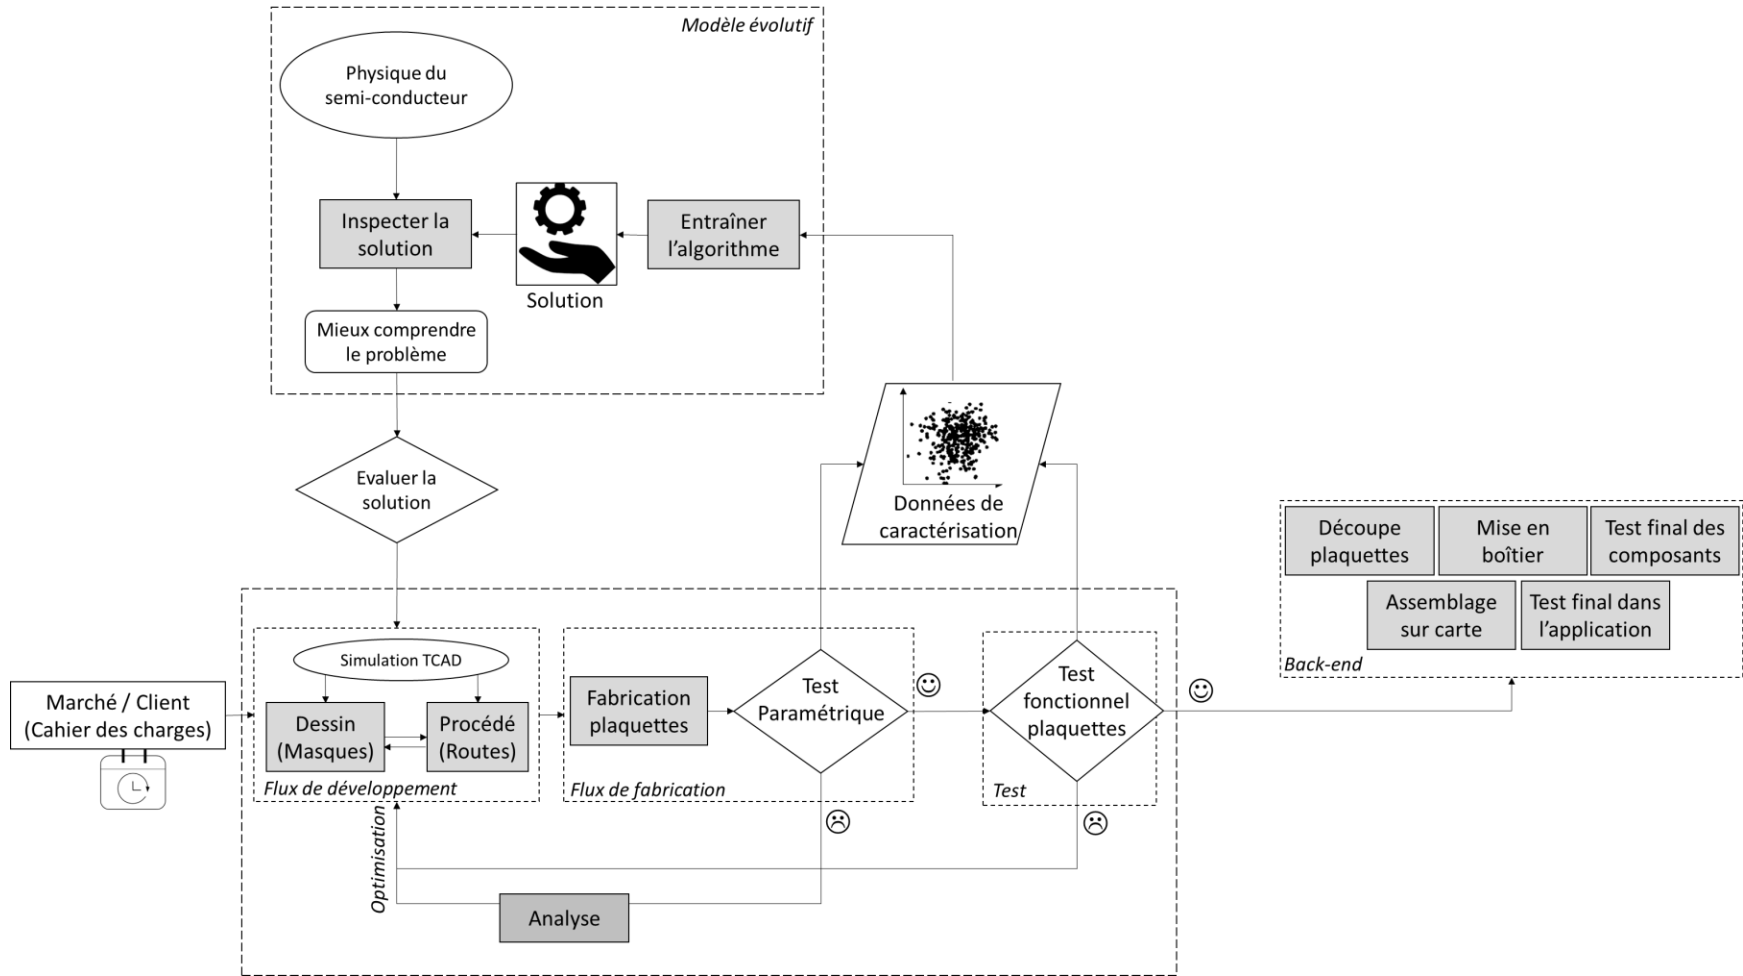 Modèle évolutif
Physique du
semi-conducteur
Inspecter la
solution
Solution
Entraîner
l'algorithme
Mieux comprendre
le problème
Evaluer la
solution
Données de
caractérisation
Découpe
plaquettes
Mise en
boîtier
Test final des
composants
Assemblage
sur carte
Test final dans
l'application
Back-end
Marché / Client
(Cahier des charges)
Simulation TCAD
Dessin
(Masques)
Procédé
(Routes)
Flux de développement
Fabrication
plaquettes
Test
Paramétrique
Flux de fabrication
Test
fonctionnel
plaquettes
Test
Optimisation
Analyse